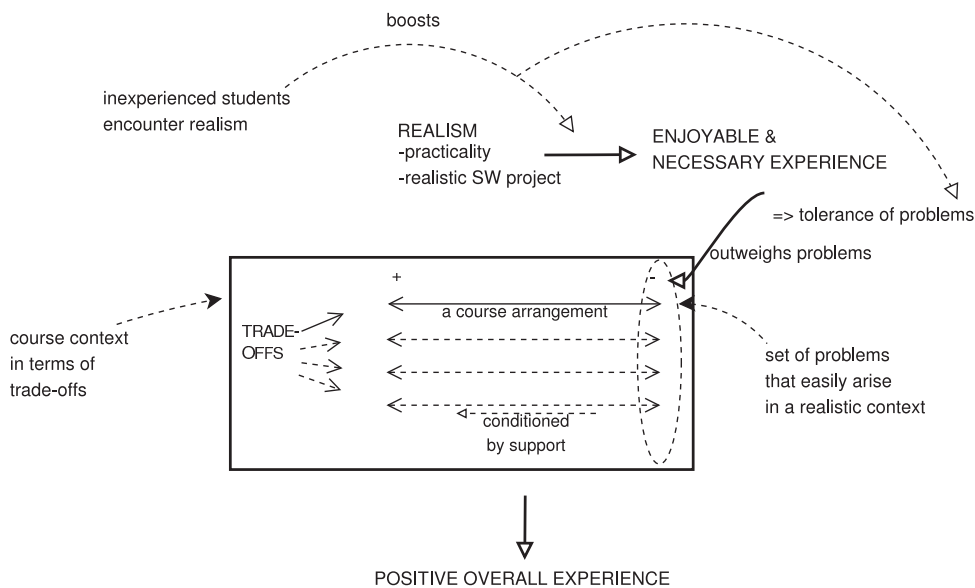 boosts
inexperienced students
encounter realism
REALISM
-practicality
-realistic SW project
ENJOYABLE &
NECESSARY EXPERIENCE
=> tolerance of problems
outweighs problems
+
-
a course arrangement
TRADE-
OFFS
course context
in terms of
trade-offs
set of problems
that easily arise
in a realistic context
conditioned
by support
POSITIVE OVERALL EXPERIENCE